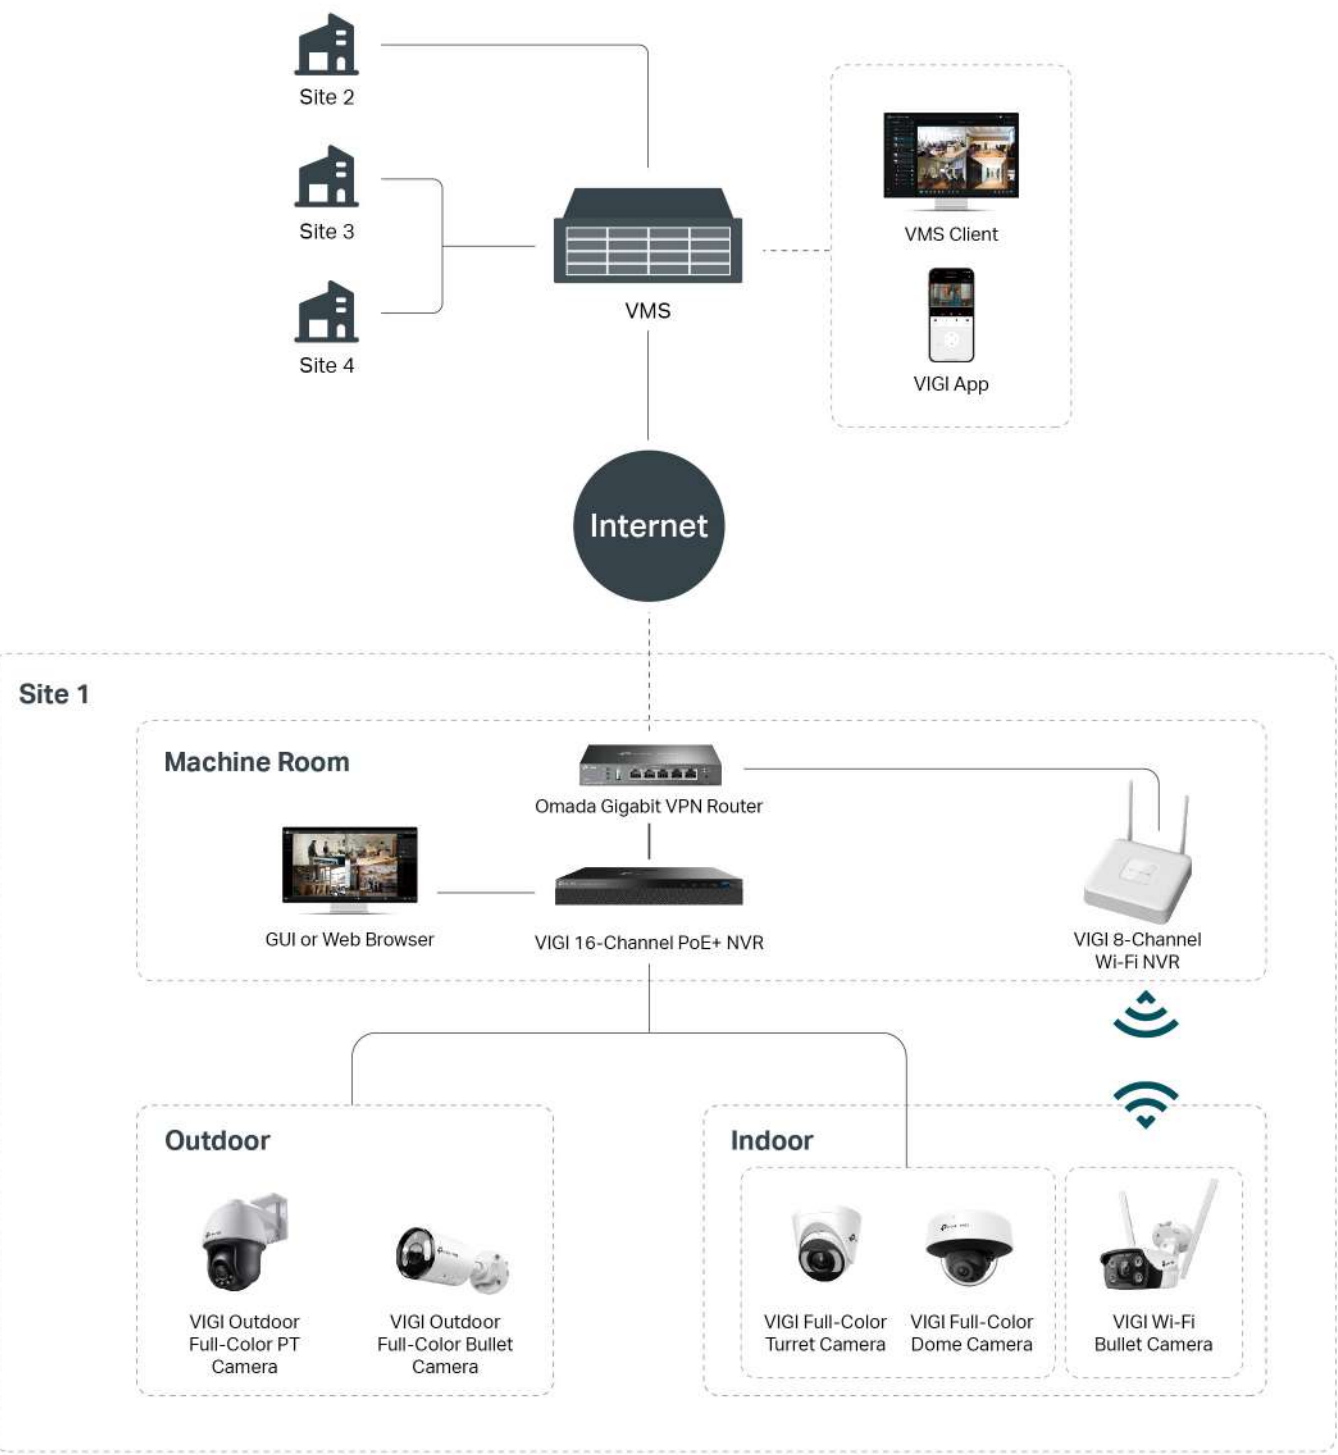 Site 2
Site 3
Site 4
VMS
VMS Client
VIGI App
Internet
Site 1
Machine Room
Omada Gigabit VPN Router
GUI or Web Browser
VIGI 16-Channel PoE+ NVR
VIGI 8-Channel
Wi-Fi NVR
Outdoor
VIGI Outdoor
Full-Color PT
Camera
VIGI Outdoor
Full-Color Bullet
Camera
Indoor
VIGI Full-Color
Turret Camera
VIGI Full-Color
Dome Camera
VIGI Wi-Fi
Bullet Camera